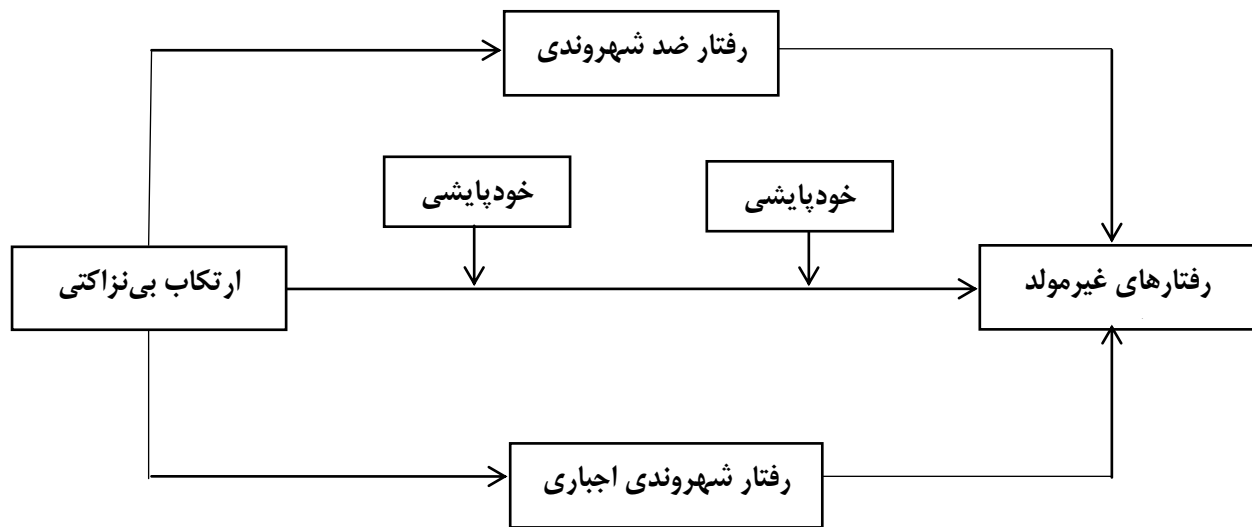 رفتار ضد شهروندی
خودپایشی
خودپایشی
ارتکاب بی‌نزاکتی
رفتارهای غیرمولد
رفتار شهروندی اجباری